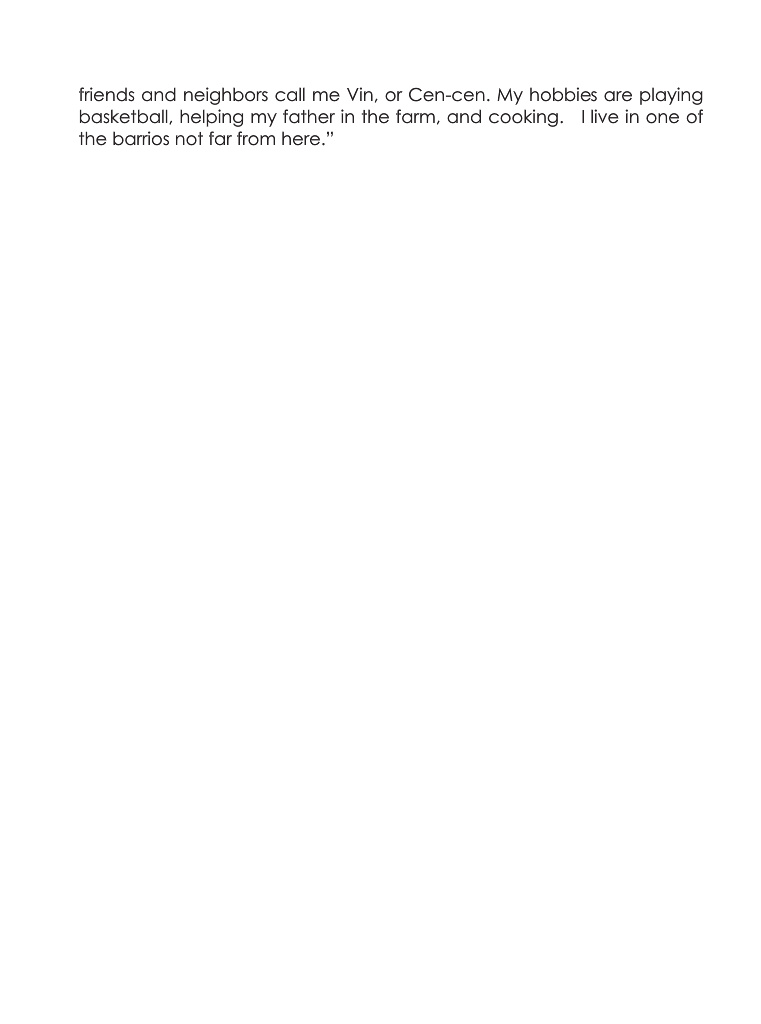 friends and neighbors call me Vin, or Cen-cen. My hobbies are playing
basketball, helping my father in the farm, and cooking.   I live in one of
the barrios not far from here.”